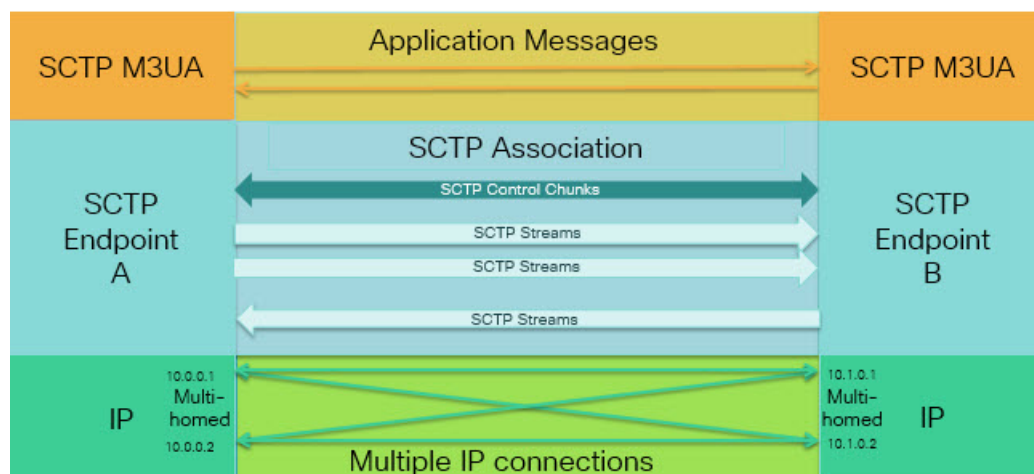 Application Messages
SCTP M3UA
SCTP M3UA
SCTP Association
SCTP Control Chunks
SCTP
Endpoint
A
SCTP Streams
SCTP Streams
SCTP Streams
SCTP
Endpoint
B
10.0.0.1
IP
Multi-
homed
10.0.0.2
10.1.0.1
Multi-
homed
IP
10.1.0.2
Multiple IP connections